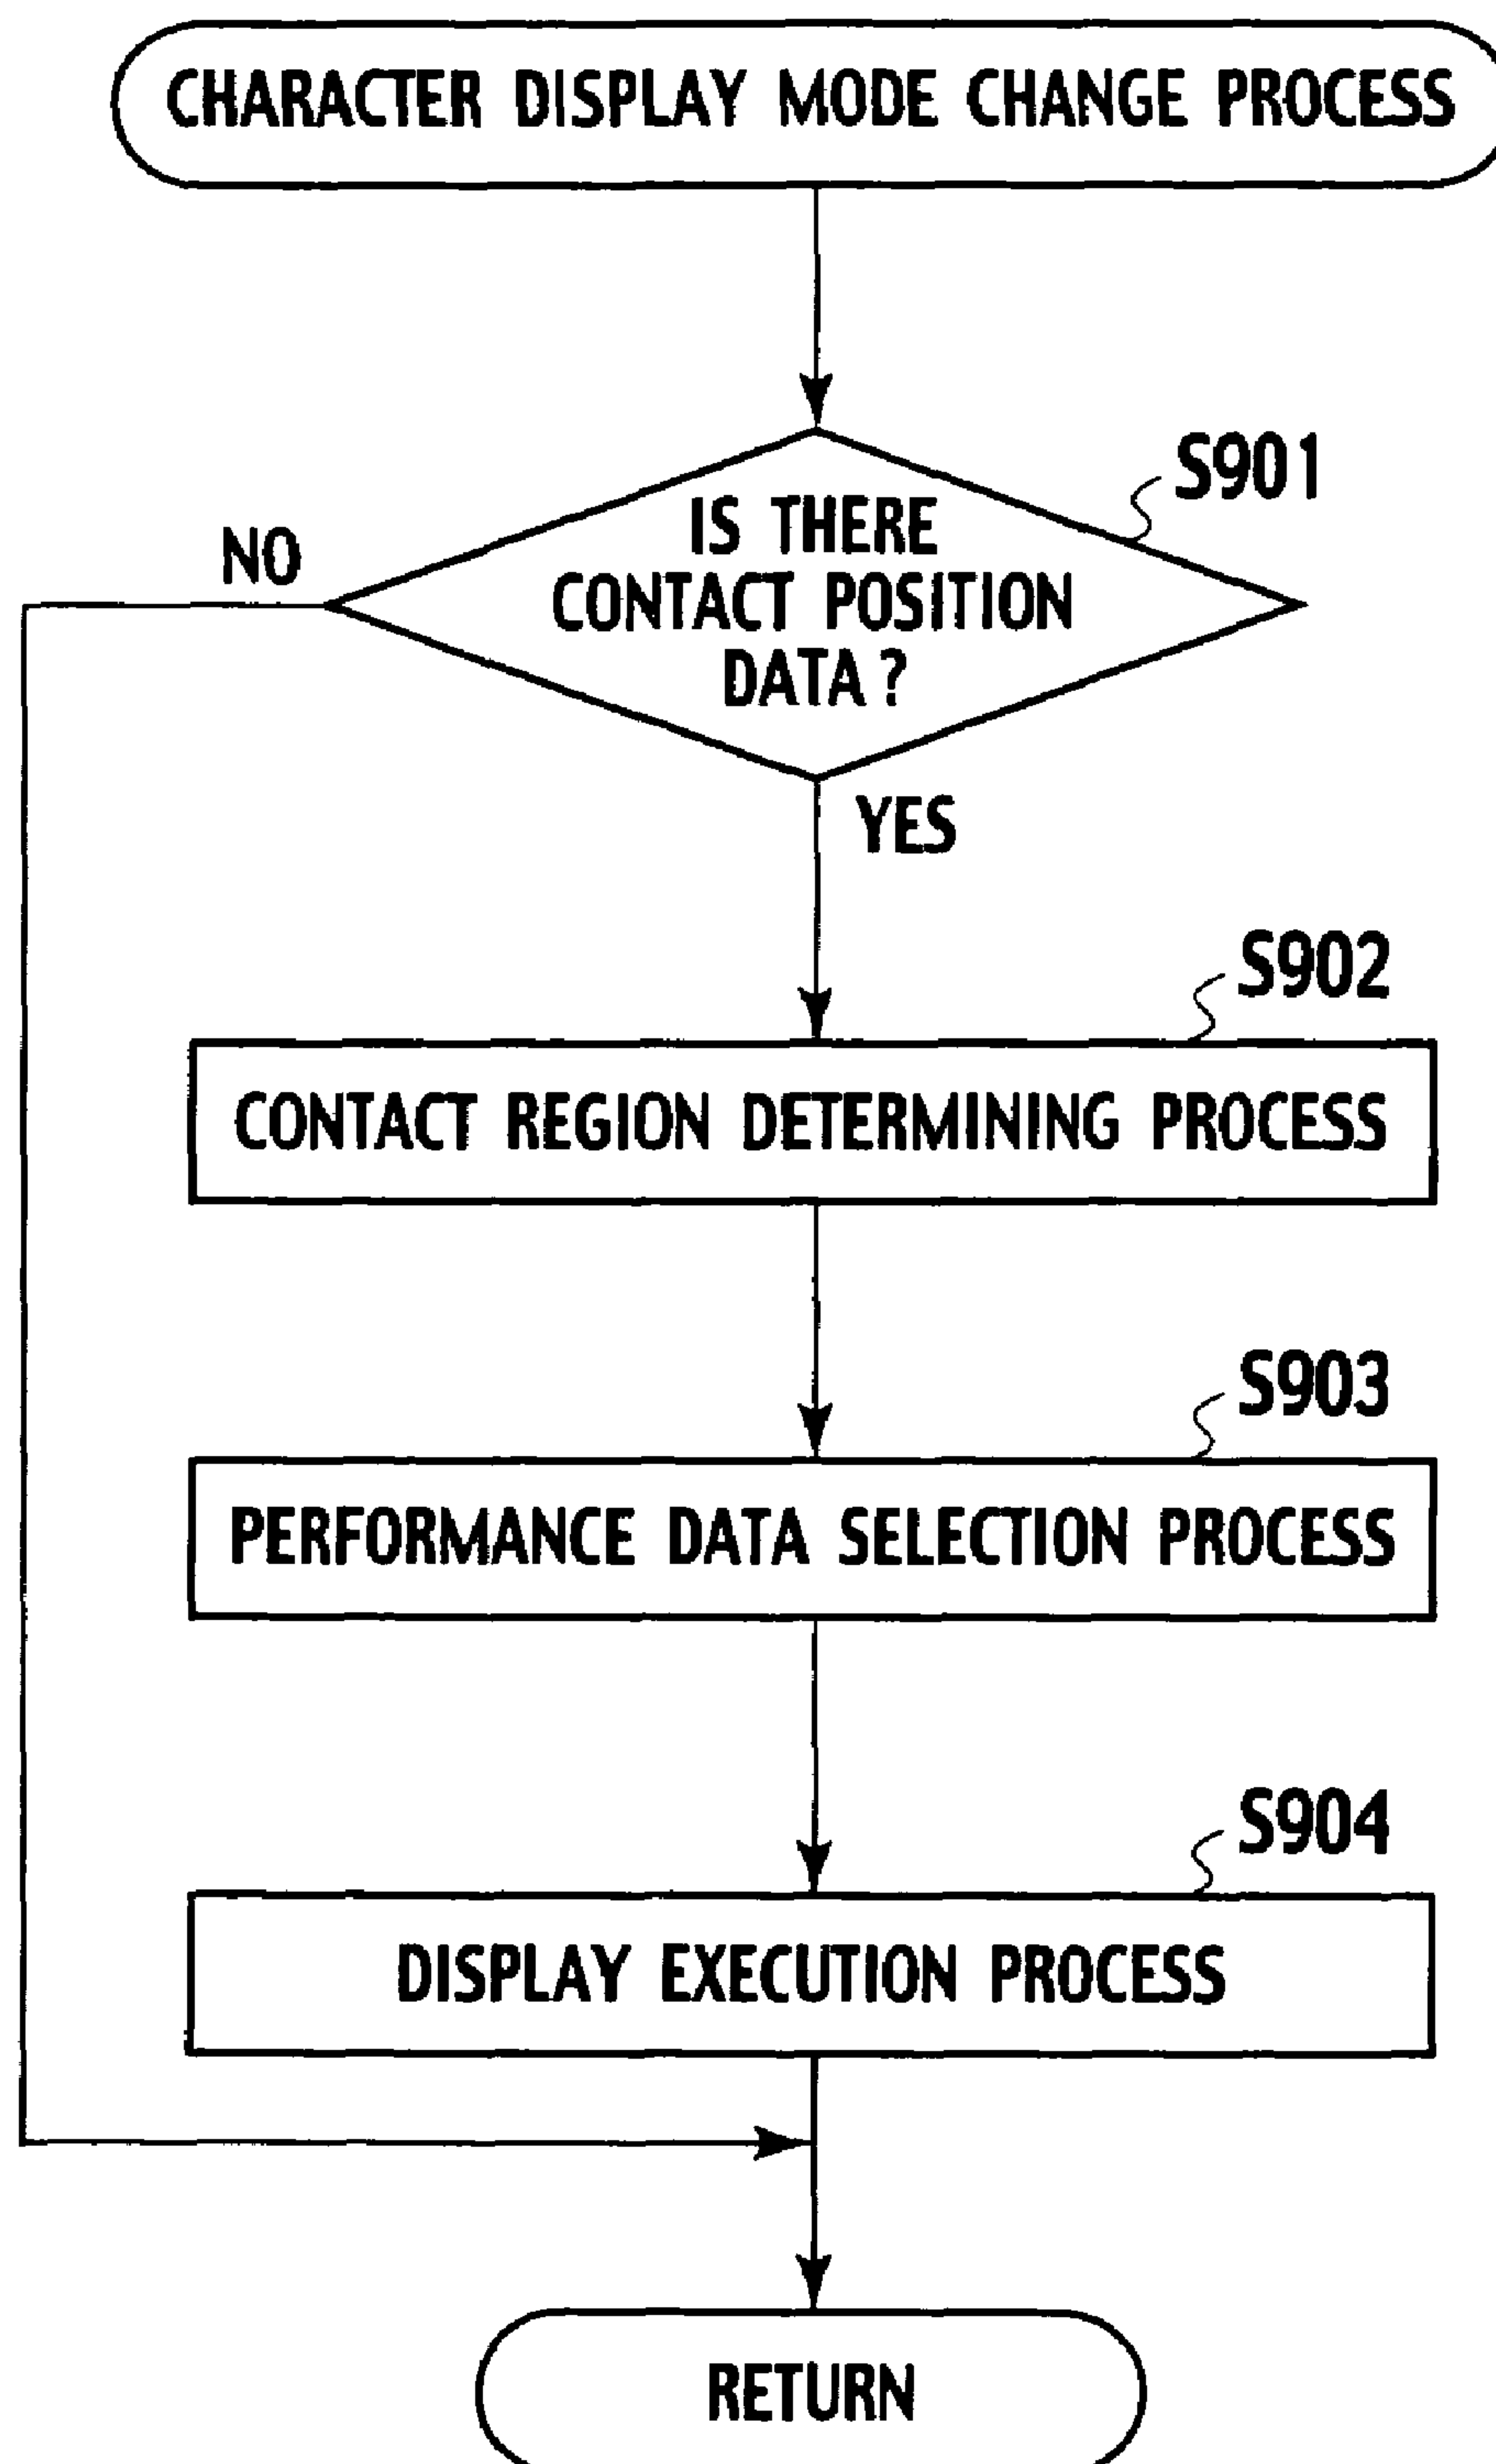 CHARACTER DISPLAY MODE CHANGE PROCESS
S901
IS THERE
NO
CONTACT POSITION
DATA?
YES
S902
CONTACT REGION DETERMINING PROCESS
S903
PERFORMANCE DATA SELECTION PROCESS
S904
DISPLAY EXECUTION PROCESS
RETURN